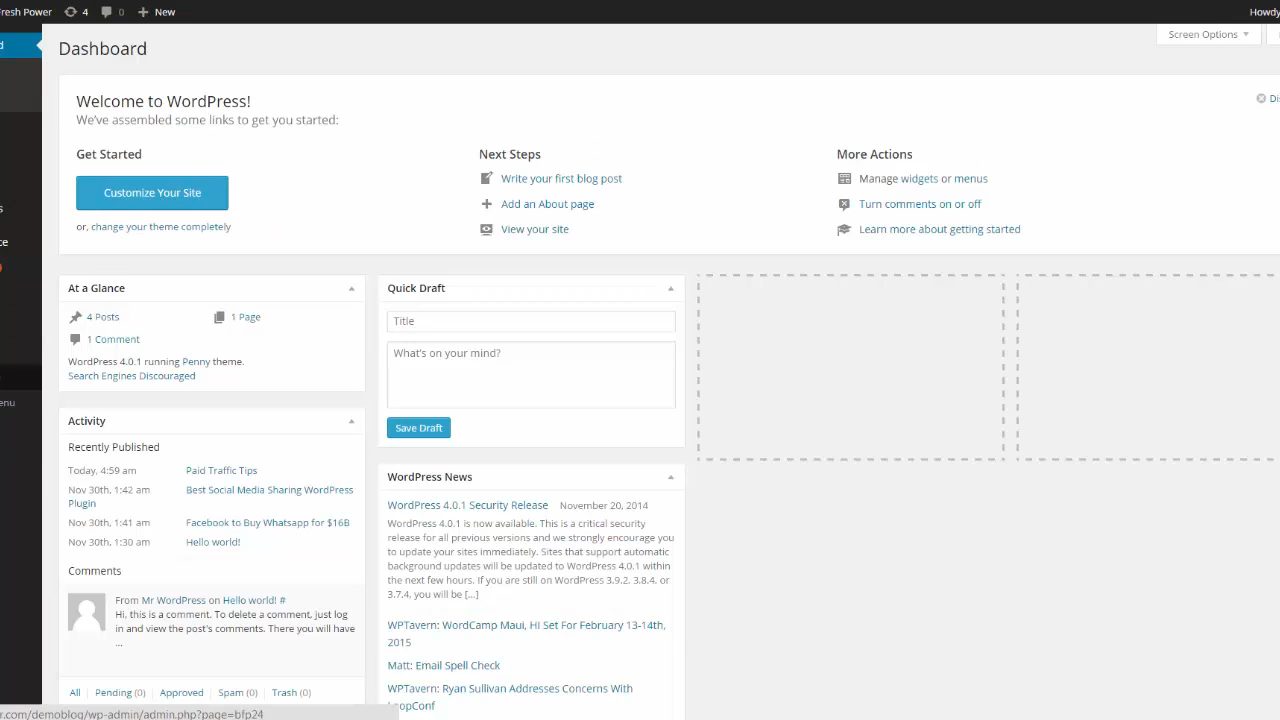 resh Power 4 0 New Howdy
Dashboard
Screen Options
Welcome to WordPress!
We've assembled some links to get you started:
Dis
Get Started
Customize Your Site
or, change your theme completely
Next Steps
Write your first blog post
Add an About page
View your site
More Actions
Manage widgets or menus
Turn comments on or off
Learn more about getting started
At a Glance
4 Posts 1 Page
1 Comment
WordPress 4.0.1 running Penny theme.
Search Engines Discouraged
Activity
Recently Published
Today, 4:59 am Paid Traffic Tips
Nov 30th, 1:42 am Best Social Media Sharing WordPress
Plugin
Nov 30th, 1:41 am Facebook to Buy Whatsapp for $16B
Nov 30th, 1:30 am Hello world!
Comments
From Mr WordPress on Hello world! #
Hi, this is a comment. To delete a comment, just log
in and view the post's comments. There you will have
...
All | Pending (0) | Approved | Spam (0) | Trash (0)
Quick Draft
Title
What's on your mind?
Save Draft
WordPress News
WordPress 4.0.1 Security Release November 20, 2014
WordPress 4.0.1 is now available. This is a critical security
release for all previous versions and we strongly encourage you
to update your sites immediately. Sites that support automatic
background updates will be updated to WordPress 4.0.1 within
the next few hours. If you are still on WordPress 3.9.2, 3.8.4, or
3.7.4, you will be [...]
WPTavern: WordCamp Maui, HI Set For February 13-14th,
2015
Matt: Email Spell Check
WPTavern: Ryan Sullivan Addresses Concerns With
LoopConf
enu
.com/demoblog/wp-admin/admin.php?page=bfp24